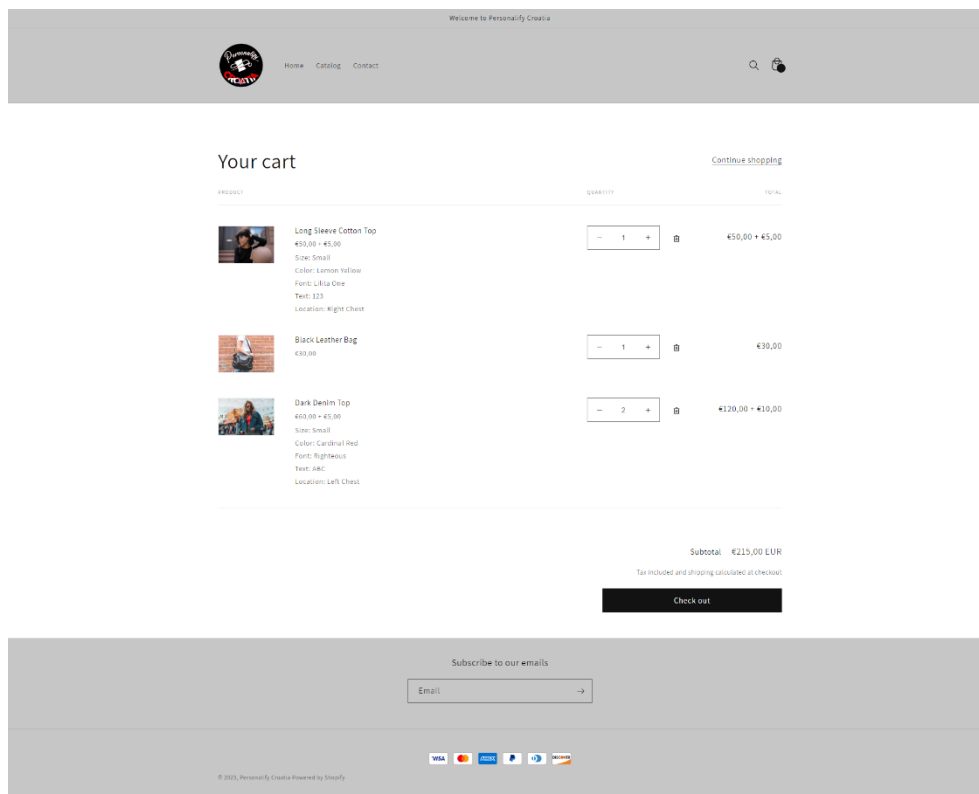 Welcome to Personalify Croatia
Personalify
CROATIA
Home Catalog Contact
Your cart
Continue shopping
PRODUCT QUANTITY TOTAL
Long Sleeve Cotton Top
€50,00 + €5,00
Size: Small
Color: Lemon Yellow
Font: Lilita One
Text: 123
Location: Right Chest
− 1 +
€50,00 + €5,00
Black Leather Bag
€30,00
− 1 +
€30,00
Dark Denim Top
€60,00 + €5,00
Size: Small
Color: Cardinal Red
Font: Righteous
Text: ABC
Location: Left Chest
− 2 +
€120,00 + €10,00
Subtotal €215,00 EUR
Tax included and shipping calculated at checkout
Check out
Subscribe to our emails
Email
VISA AMEX DISCOVER
© 2023, Personalify Croatia Powered by Shopify